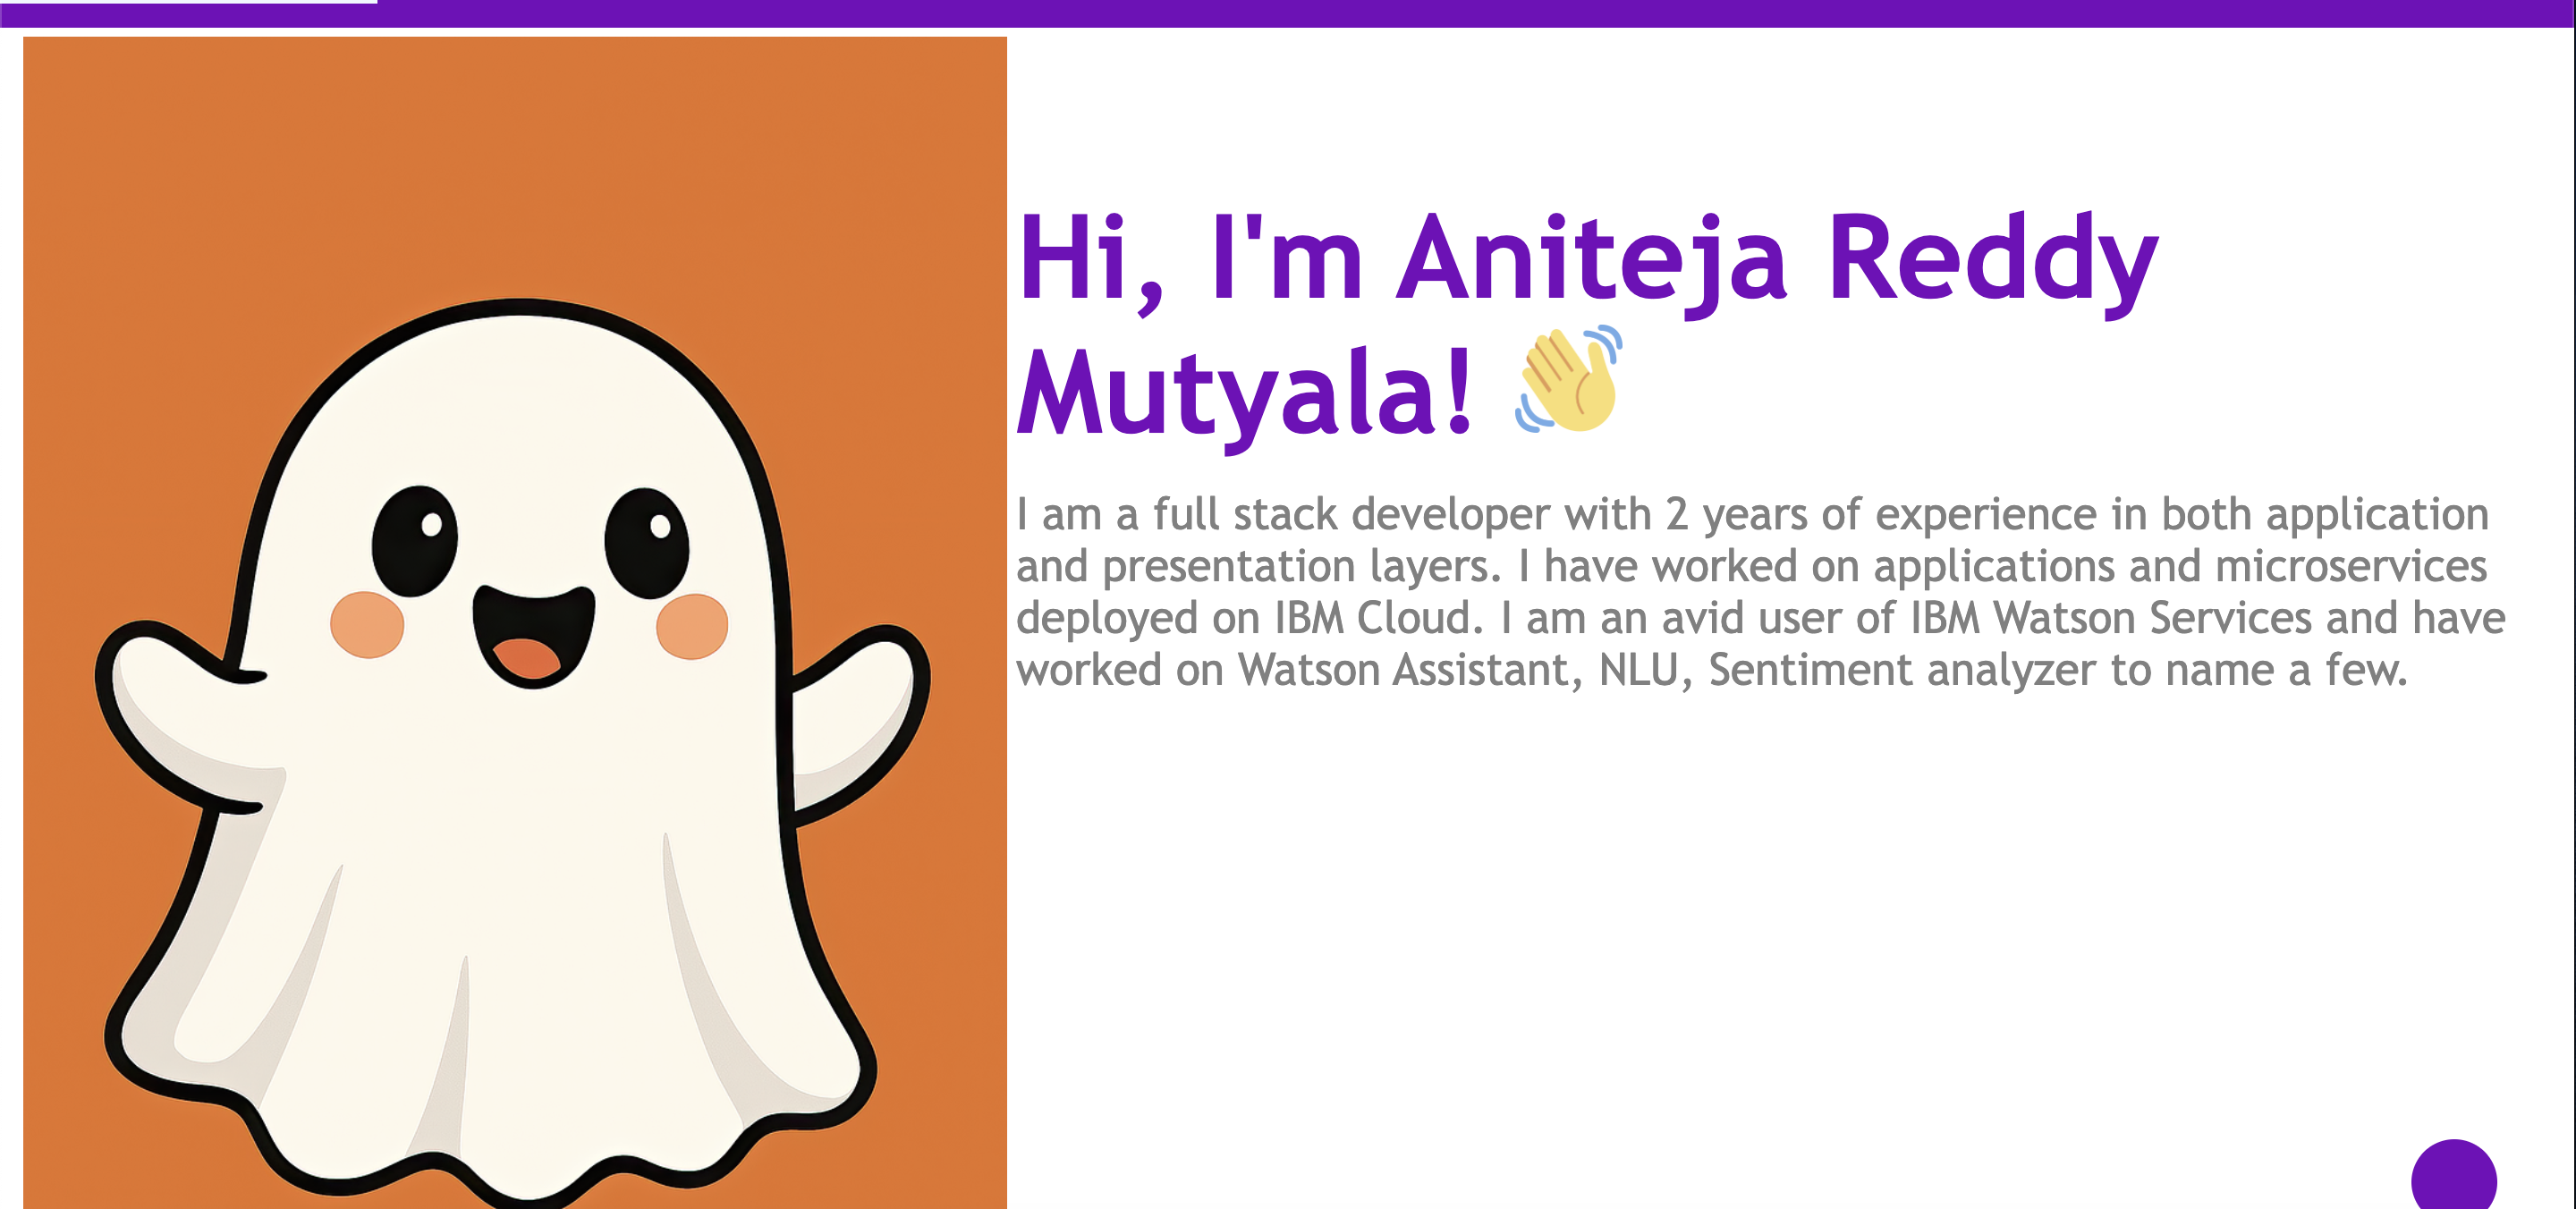 Hi, I'm Aniteja Reddy
Mutyala! 👋
I am a full stack developer with 2 years of experience in both application
and presentation layers. I have worked on applications and microservices
deployed on IBM Cloud. I am an avid user of IBM Watson Services and have
worked on Watson Assistant, NLU, Sentiment analyzer to name a few.